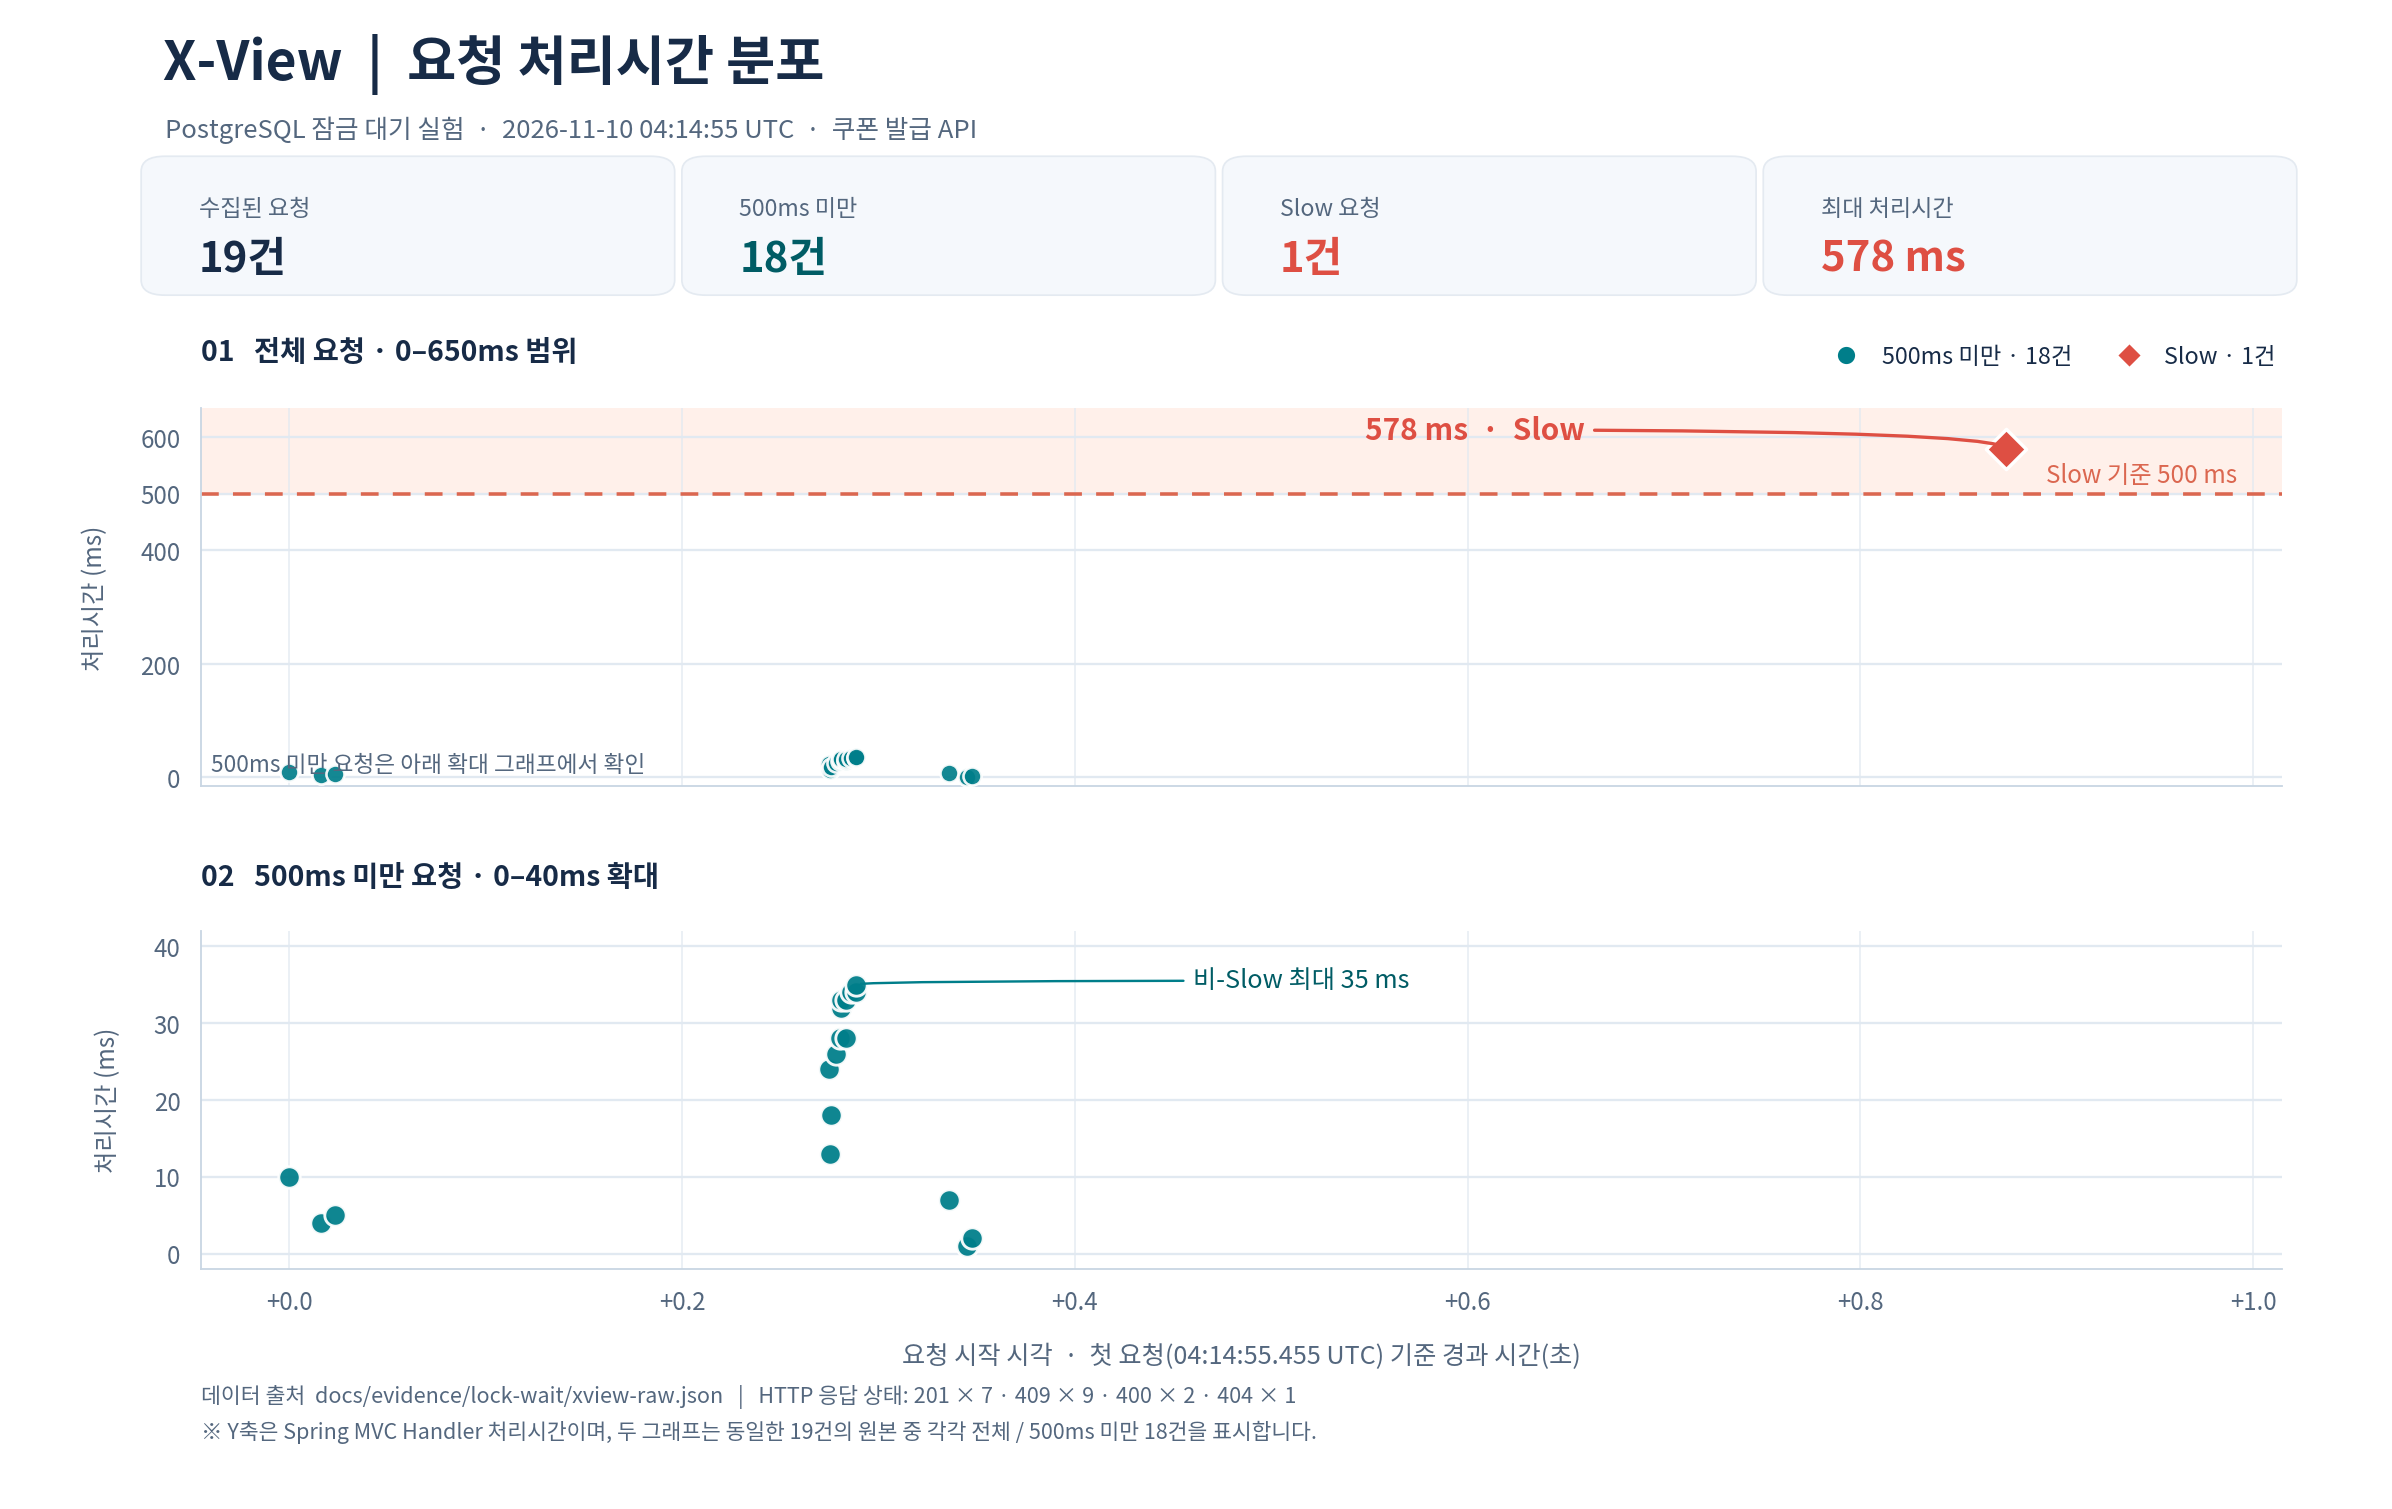 X-View | 요청 처리시간 분포
PostgreSQL 잠금 대기 실험 · 2026-11-10 04:14:55 UTC · 쿠폰 발급 API
수집된 요청
19건
500ms 미만
18건
Slow 요청
1건
최대 처리시간
578 ms
01 전체 요청 · 0–650ms 범위
500ms 미만 · 18건
Slow · 1건
처리시간 (ms)
600
500
400
200
0
578 ms · Slow
Slow 기준 500 ms
500ms 미만 요청은 아래 확대 그래프에서 확인
02 500ms 미만 요청 · 0–40ms 확대
처리시간 (ms)
40
30
20
10
0
비-Slow 최대 35 ms
+0.0
+0.2
+0.4
+0.6
+0.8
+1.0
요청 시작 시각 · 첫 요청(04:14:55.455 UTC) 기준 경과 시간(초)
데이터 출처 docs/evidence/lock-wait/xview-raw.json | HTTP 응답 상태: 201 × 7 · 409 × 9 · 400 × 2 · 404 × 1
※ Y축은 Spring MVC Handler 처리시간이며, 두 그래프는 동일한 19건의 원본 중 각각 전체 / 500ms 미만 18건을 표시합니다.